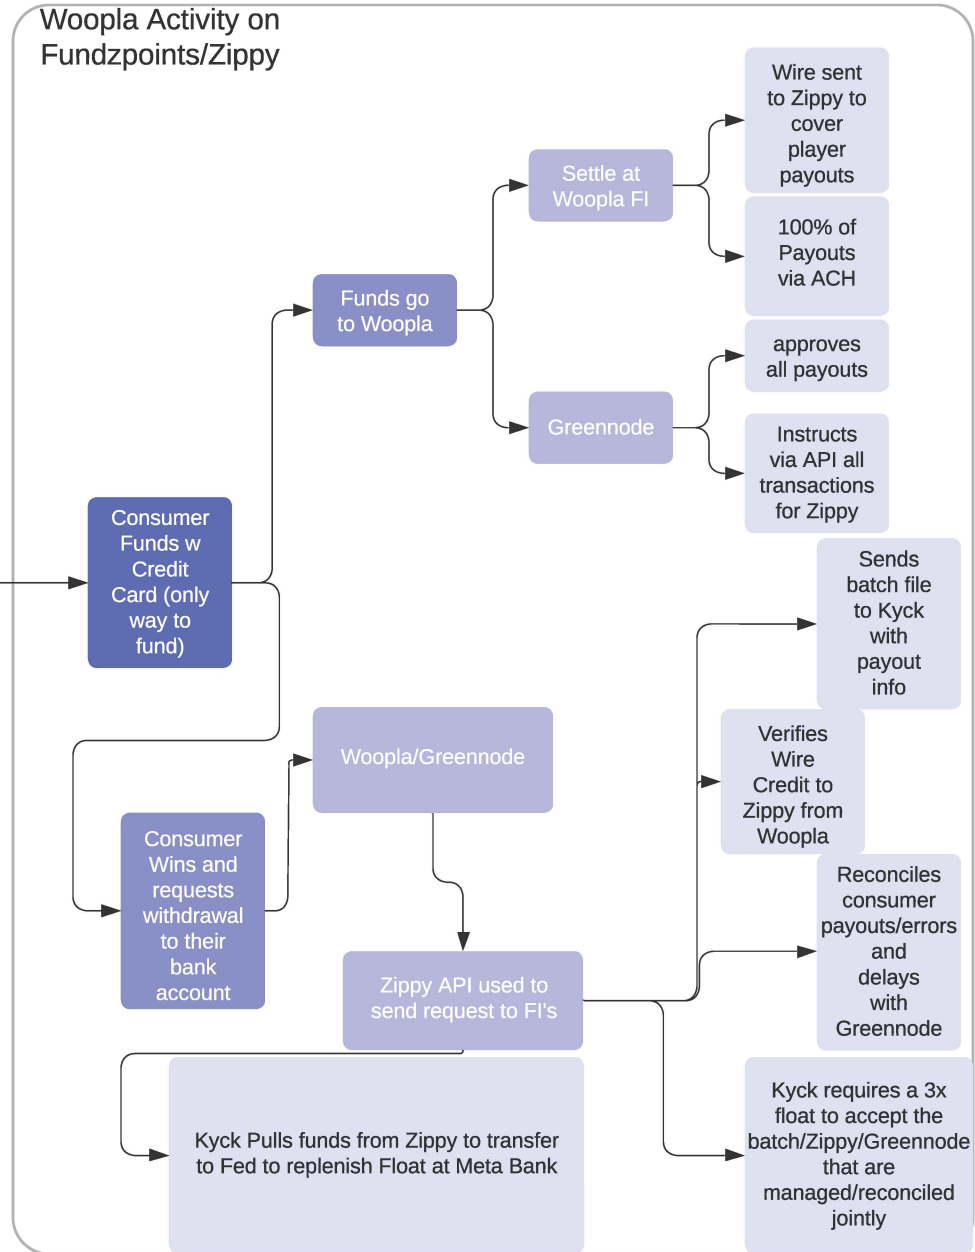 Woopla Activity on
Fundzpoints/Zippy
Wire sent
to Zippy to
cover
player
payouts
Settle at
Woopla FI
100% of
Payouts
via ACH
Funds go
to Woopla
approves
all payouts
Greennode
Instructs
via API all
transactions
for Zippy
Consumer
Funds w
Credit
Card (only
way to
fund)
Sends
batch file
to Kyck
with
payout
info
Woopla/Greennode
Verifies
Wire
Credit to
Zippy from
Woopla
Consumer
Wins and
requests
withdrawal
to their
bank
account
Reconciles
consumer
payouts/errors
and
delays
with
Greennode
Zippy API used to
send request to FI's
Kyck Pulls funds from Zippy to transfer
to Fed to replenish Float at Meta Bank
Kyck requires a 3x
float to accept the
batch/Zippy/Greennode
that are
managed/reconciled
jointly